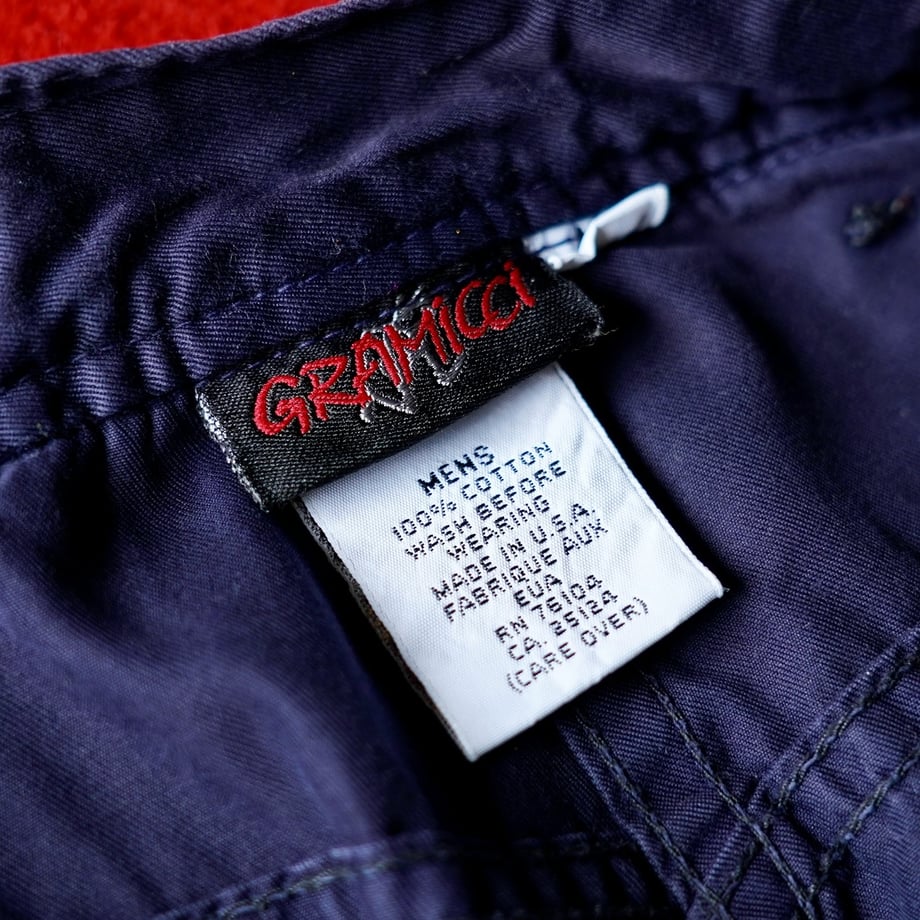 GRAMICCi
MENS
100% COTTON
WASH BEFORE
WEARING
MADE IN U.S.A.
FABRIQUE AUX
EUA
RN 76104
CA. 25124
(CARE OVER)